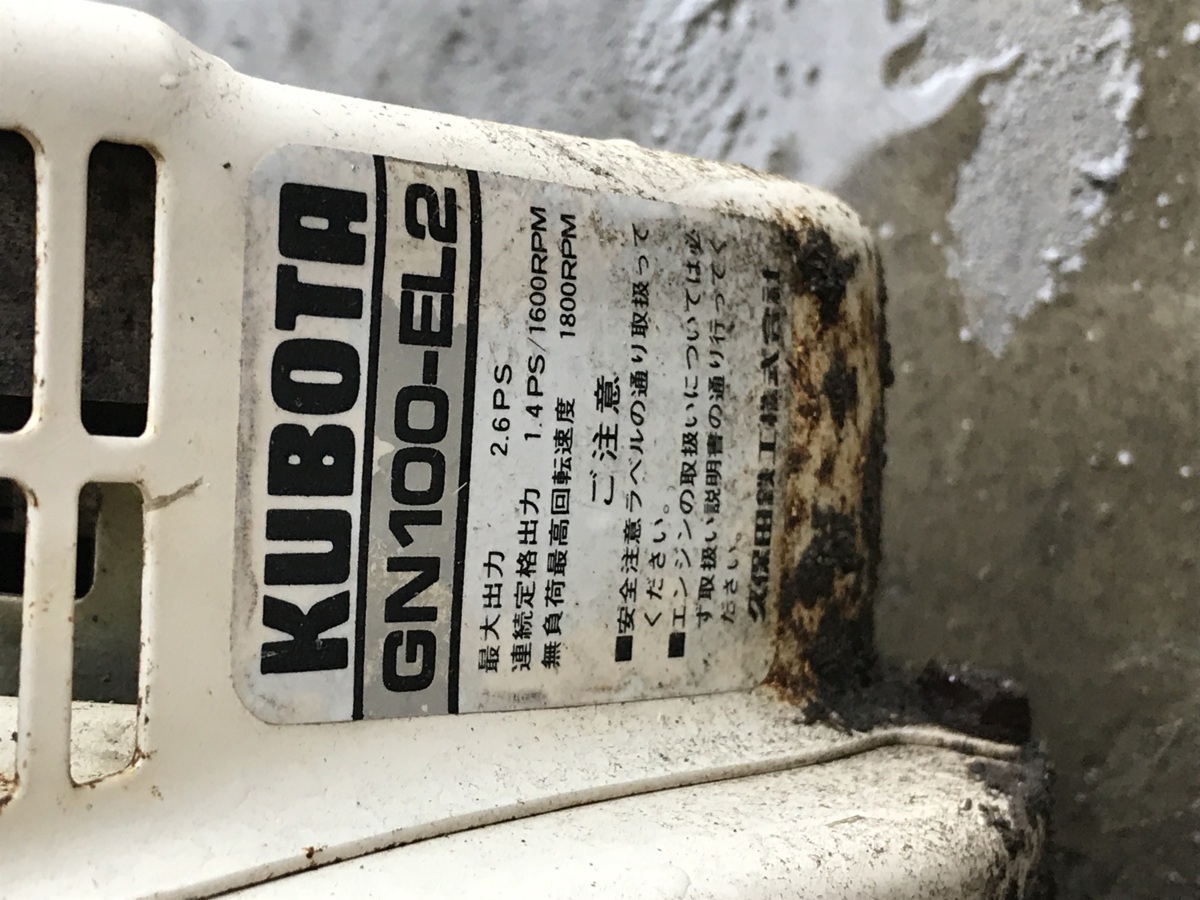 KUBOTA
GN100-EL2
最大出力 2.6PS
連続定格出力 1.4PS/1600RPM
無負荷最高回転速度 1800RPM
ご注意
■安全注意ラベルの通り取扱って
ください。
■エンジンの取扱いについては必
ず取扱い説明書の通り行ってく
ださい。
久保田鉄工株式会社